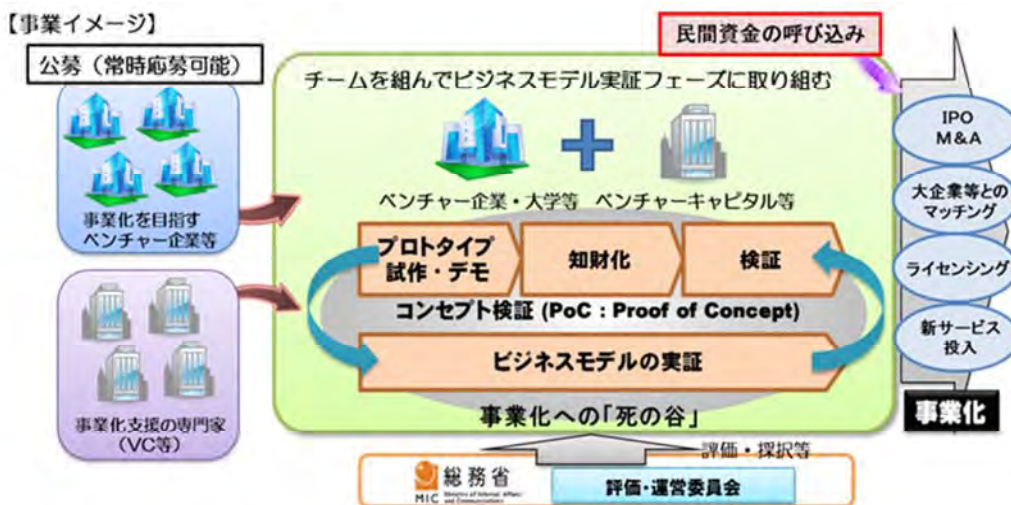 【事業イメージ】
公募（常時応募可能）
事業化を目指す
ベンチャー企業等
事業化支援の専門家
（VC等）
民間資金の呼び込み
チームを組んでビジネスモデル実証フェーズに取り組む
ベンチャー企業・大学等
ベンチャーキャピタル等
プロトタイプ
試作・デモ
知財化
検証
コンセプト検証 (PoC : Proof of Concept)
ビジネスモデルの実証
事業化への「死の谷」
評価・採択等
総務省
MIC
Ministry of Internal Affairs
and Communications
評価・運営委員会
IPO
M&A
大企業等との
マッチング
ライセンシング
新サービス
投入
事業化